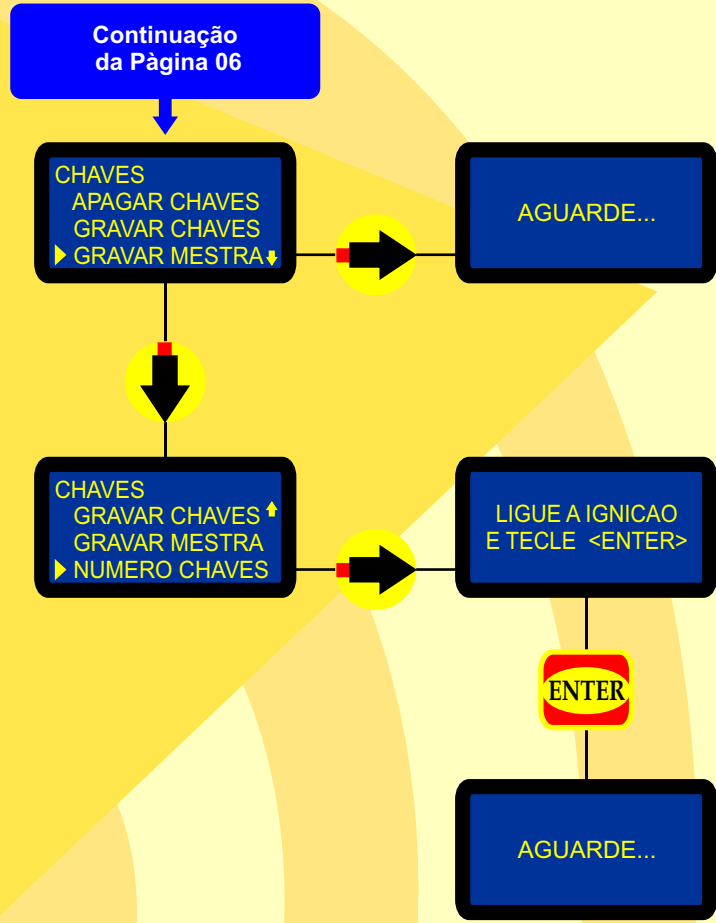 Continuação
da Pàgina 06
CHAVES
APAGAR CHAVES
GRAVAR CHAVES
GRAVAR MESTRA
AGUARDE...
CHAVES
GRAVAR CHAVES
GRAVAR MESTRA
NUMERO CHAVES
LIGUE A IGNICAO
E TECLE <ENTER>
ENTER
AGUARDE...